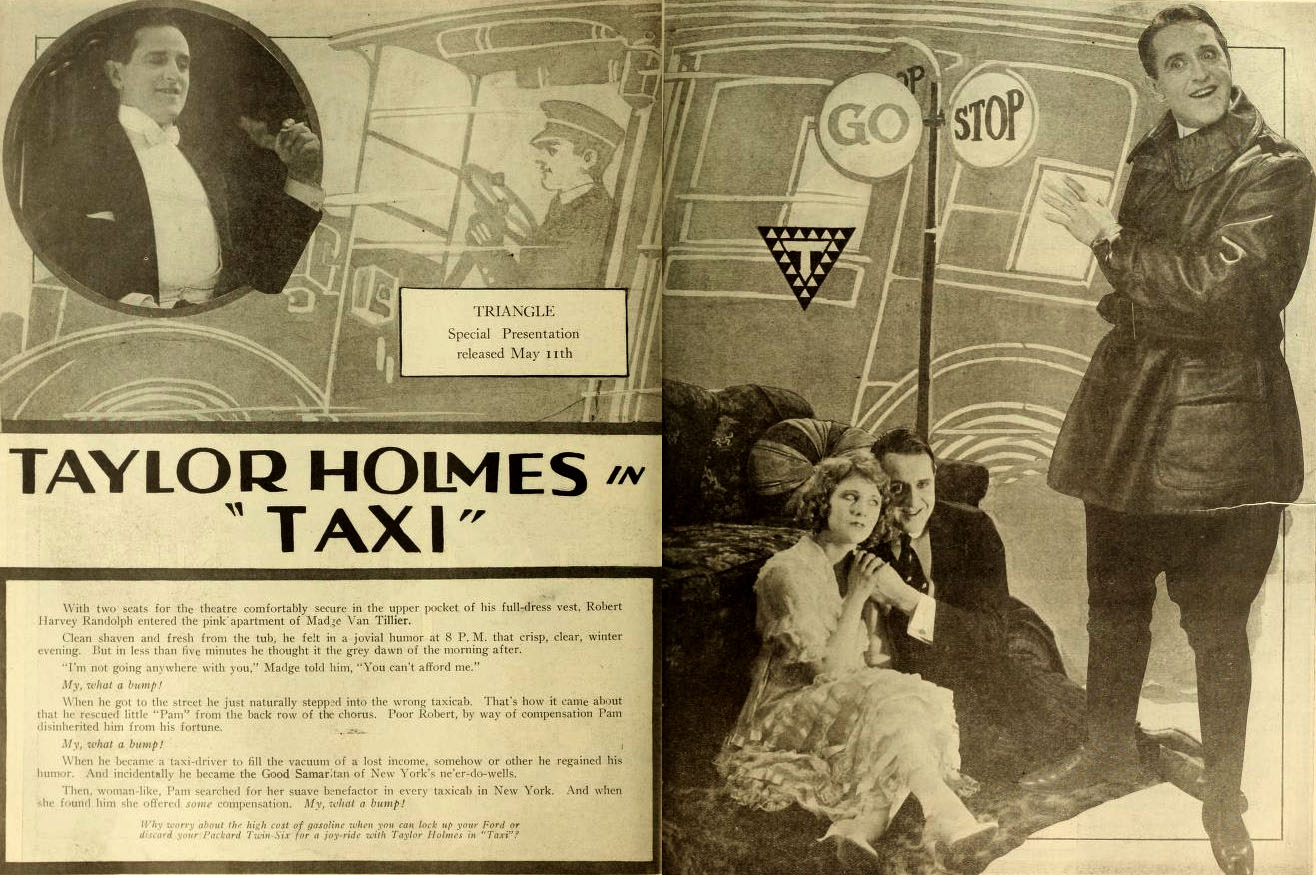 TRIANGLE
Special Presentation
released May 11th
TAYLOR HOLMES IN
"TAXI"
With two seats for the theatre comfortably secure in the upper pocket of his full-dress vest, Robert
Harvey Randolph entered the pink apartment of Madge Van Tillier.
Clean shaven and fresh from the tub, he felt in a jovial humor at 8 P. M. that crisp, clear, winter
evening. But in less than five minutes he thought it the grey dawn of the morning after.
"I'm not going anywhere with you," Madge told him, "You can't afford me."
My, what a bump!
When he got to the street he just naturally stepped into the wrong taxicab. That's how it came about
that he rescued little "Pam" from the back row of the chorus. Poor Robert, by way of compensation Pam
disinherited him from his fortune.
My, what a bump!
When he became a taxi-driver to fill the vacuum of a lost income, somehow or other he regained his
humor. And incidentally he became the Good Samaritan of New York's ne'er-do-wells.
Then, woman-like, Pam searched for her suave benefactor in every taxicab in New York. And when
she found him she offered some compensation. My, what a bump!
Why worry about the high cost of gasoline when you can lock up your Ford or
discard your Packard Twin-Six for a joy-ride with Taylor Holmes in "Taxi"?
OP
GO
STOP
T